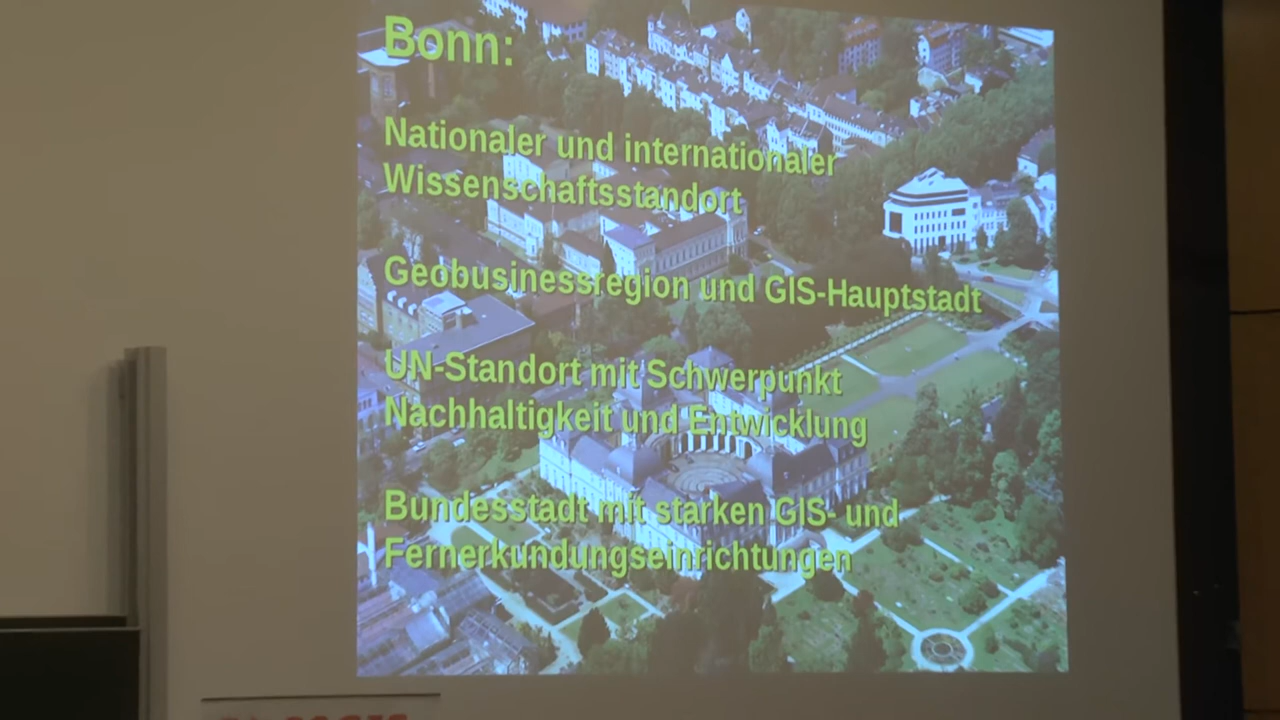 Bonn:
Nationaler und internationaler
Wissenschaftsstandort
Geobusinessregion und GIS-Hauptstadt
UN-Standort mit Schwerpunkt
Nachhaltigkeit und Entwicklung
Bundesstadt mit starken GIS- und
Fernerkundungseinrichtungen